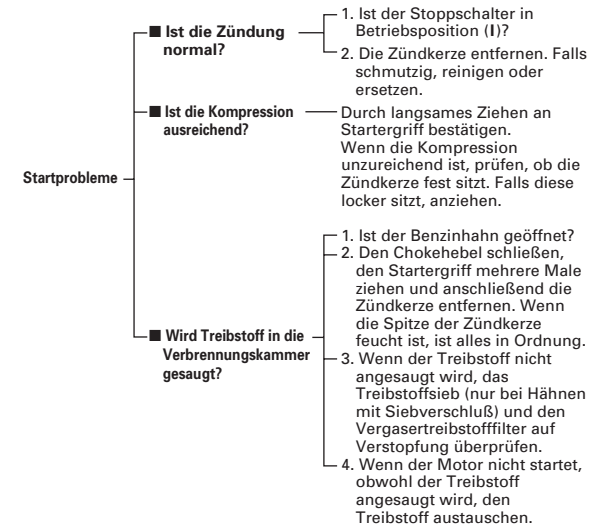 Startprobleme
■ Ist die Zündung
normal?
1. Ist der Stoppschalter in
Betriebsposition (I)?
2. Die Zündkerze entfernen. Falls
schmutzig, reinigen oder
ersetzen.
■ Ist die Kompression
ausreichend?
Durch langsames Ziehen an
Startergriff bestätigen.
Wenn die Kompression
unzureichend ist, prüfen, ob die
Zündkerze fest sitzt. Falls diese
locker sitzt, anziehen.
■ Wird Treibstoff in die
Verbrennungskammer
gesaugt?
1. Ist der Benzinhahn geöffnet?
2. Den Chokehebel schließen,
den Startergriff mehrere Male
ziehen und anschließend die
Zündkerze entfernen. Wenn
die Spitze der Zündkerze
feucht ist, ist alles in Ordnung.
3. Wenn der Treibstoff nicht
angesaugt wird, das
Treibstoffsieb (nur bei Hähnen
mit Siebverschluß) und den
Vergasertreibstofffilter auf
Verstopfung überprüfen.
4. Wenn der Motor nicht startet,
obwohl der Treibstoff
angesaugt wird, den
Treibstoff austauschen.